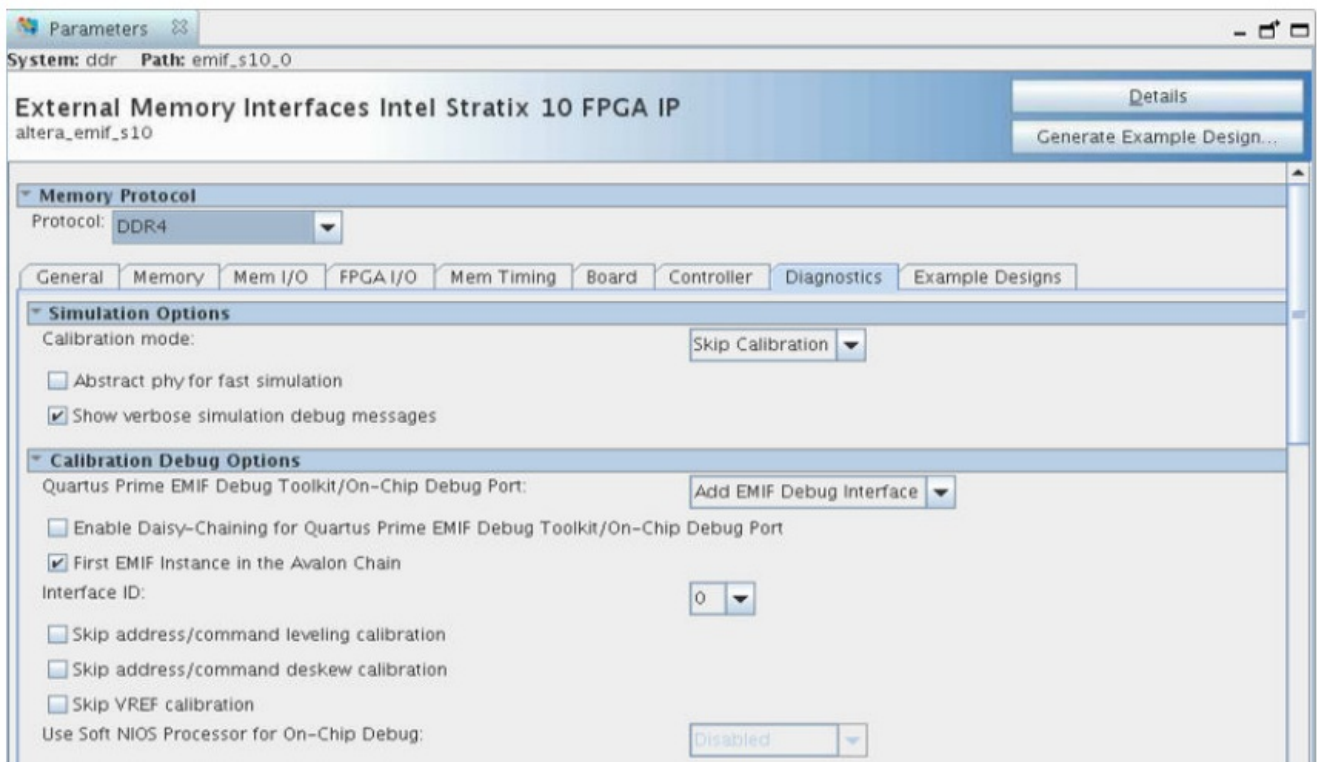 Parameters
System: ddr Path: emif_s10_0
External Memory Interfaces Intel Stratix 10 FPGA IP
altera_emif_s10
Details
Generate Example Design...
Memory Protocol
Protocol: DDR4
General Memory Mem I/O FPGA I/O Mem Timing Board Controller Diagnostics Example Designs
Simulation Options
Calibration mode: Skip Calibration
Abstract phy for fast simulation
Show verbose simulation debug messages
Calibration Debug Options
Quartus Prime EMIF Debug Toolkit/On-Chip Debug Port: Add EMIF Debug Interface
Enable Daisy-Chaining for Quartus Prime EMIF Debug Toolkit/On-Chip Debug Port
First EMIF Instance in the Avalon Chain
Interface ID: 0
Skip address/command leveling calibration
Skip address/command deskew calibration
Skip VREF calibration
Use Soft NIOS Processor for On-Chip Debug: Disabled